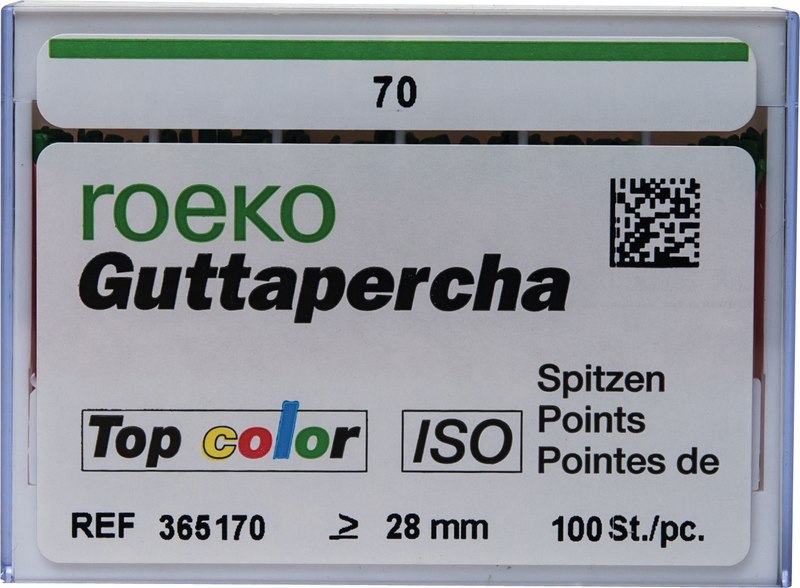 70
roeko
Guttapercha
Spitzen
Points
Pointes de
Top color
ISO
REF 365170 ≥ 28 mm 100 St./pc.